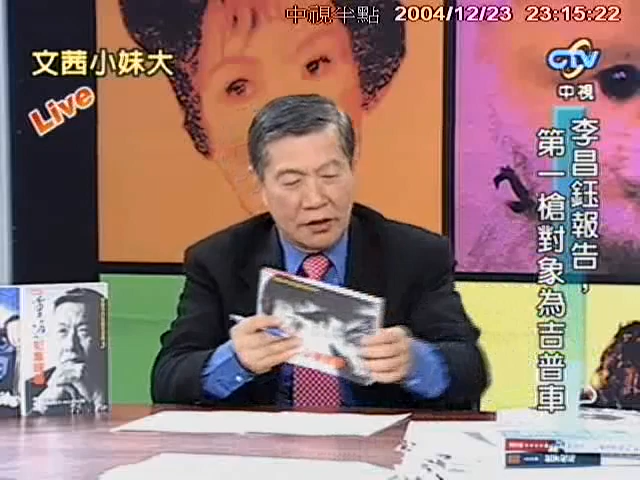 中視半點 2004/12/23 23:15:22
文茜小妹大
Live
CTV
中視
李昌鈺報告，
第一槍對象為吉普車